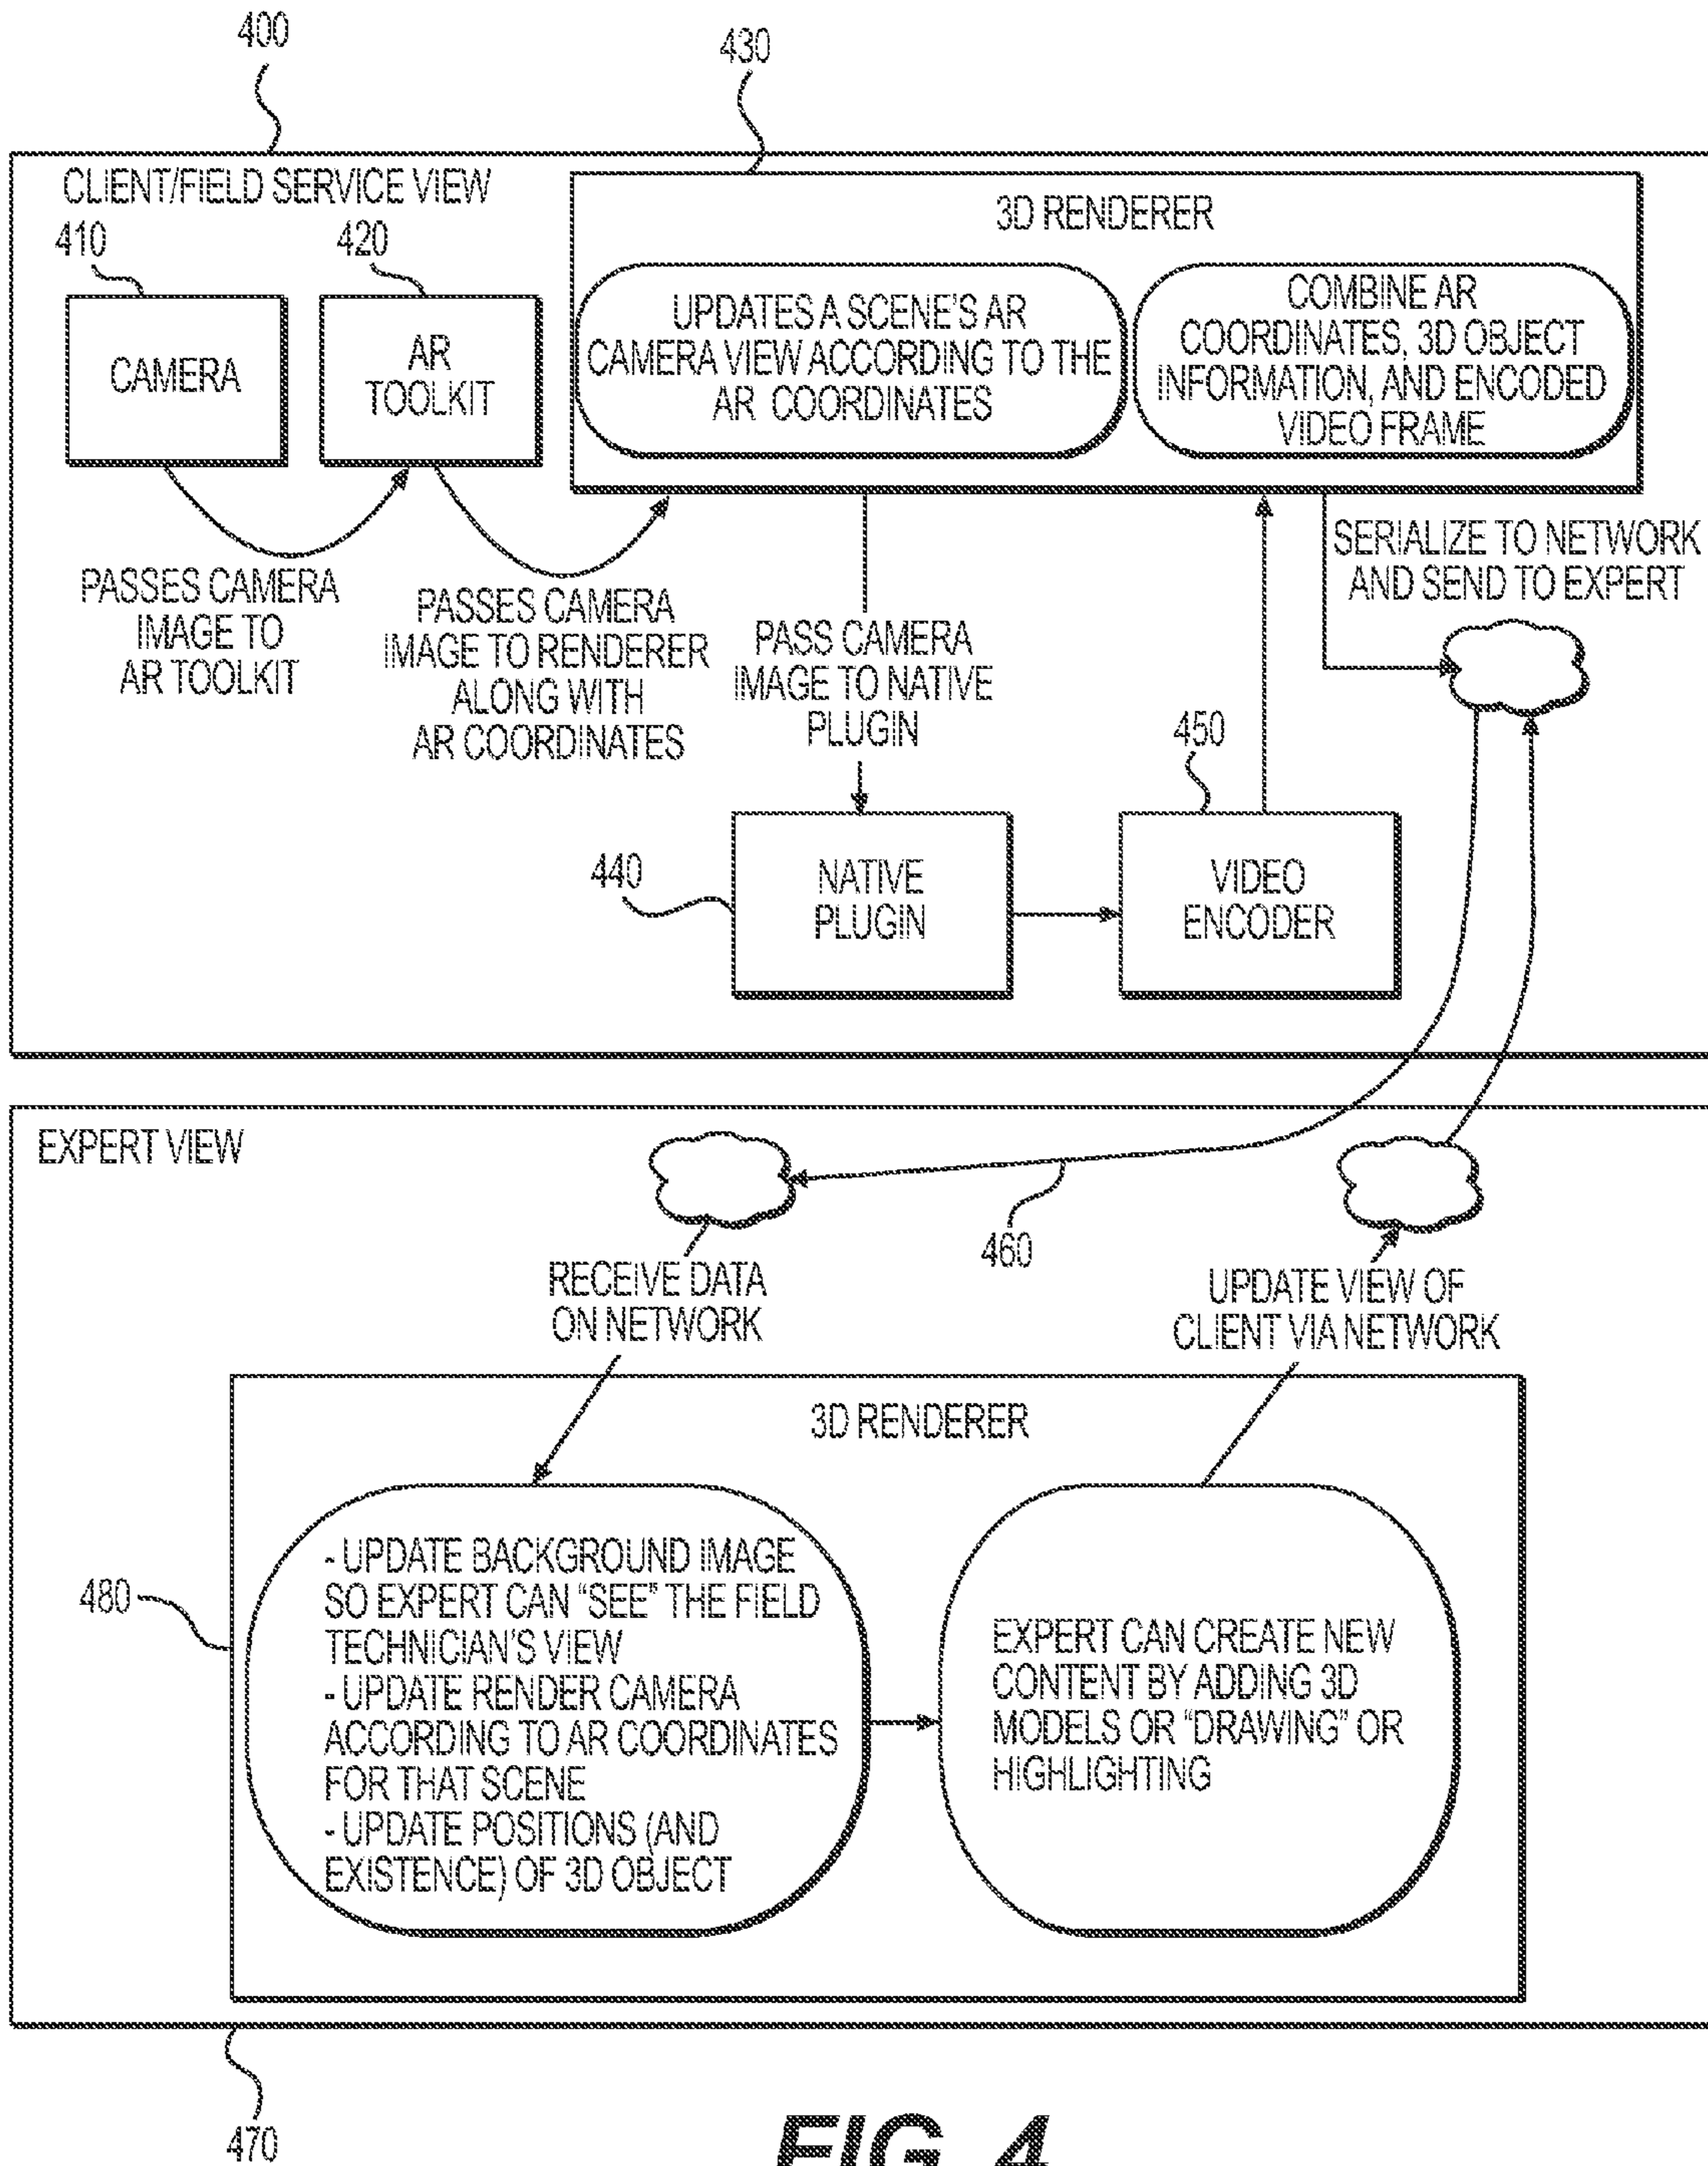 400
430
CLIENT/FIELD SERVICE VIEW
410
420
3D RENDERER
CAMERA
AR
TOOLKIT
UPDATES A SCENE'S AR
CAMERA VIEW ACCORDING TO THE
AR COORDINATES
COMBINE AR
COORDINATES, 3D OBJECT
INFORMATION, AND ENCODED
VIDEO FRAME
PASSES CAMERA
IMAGE TO
AR TOOLKIT
PASSES CAMERA
IMAGE TO RENDERER
ALONG WITH
AR COORDINATES
PASS CAMERA
IMAGE TO NATIVE
PLUGIN
SERIALIZE TO NETWORK
AND SEND TO EXPERT
450
440
NATIVE
PLUGIN
VIDEO
ENCODER
EXPERT VIEW
460
RECEIVE DATA
ON NETWORK
UPDATE VIEW OF
CLIENT VIA NETWORK
3D RENDERER
480
- UPDATE BACKGROUND IMAGE
SO EXPERT CAN “SEE” THE FIELD
TECHNICIAN'S VIEW
- UPDATE RENDER CAMERA
ACCORDING TO AR COORDINATES
FOR THAT SCENE
- UPDATE POSITIONS (AND
EXISTENCE) OF 3D OBJECT
EXPERT CAN CREATE NEW
CONTENT BY ADDING 3D
MODELS OR “DRAWING” OR
HIGHLIGHTING
470
FIG. 4